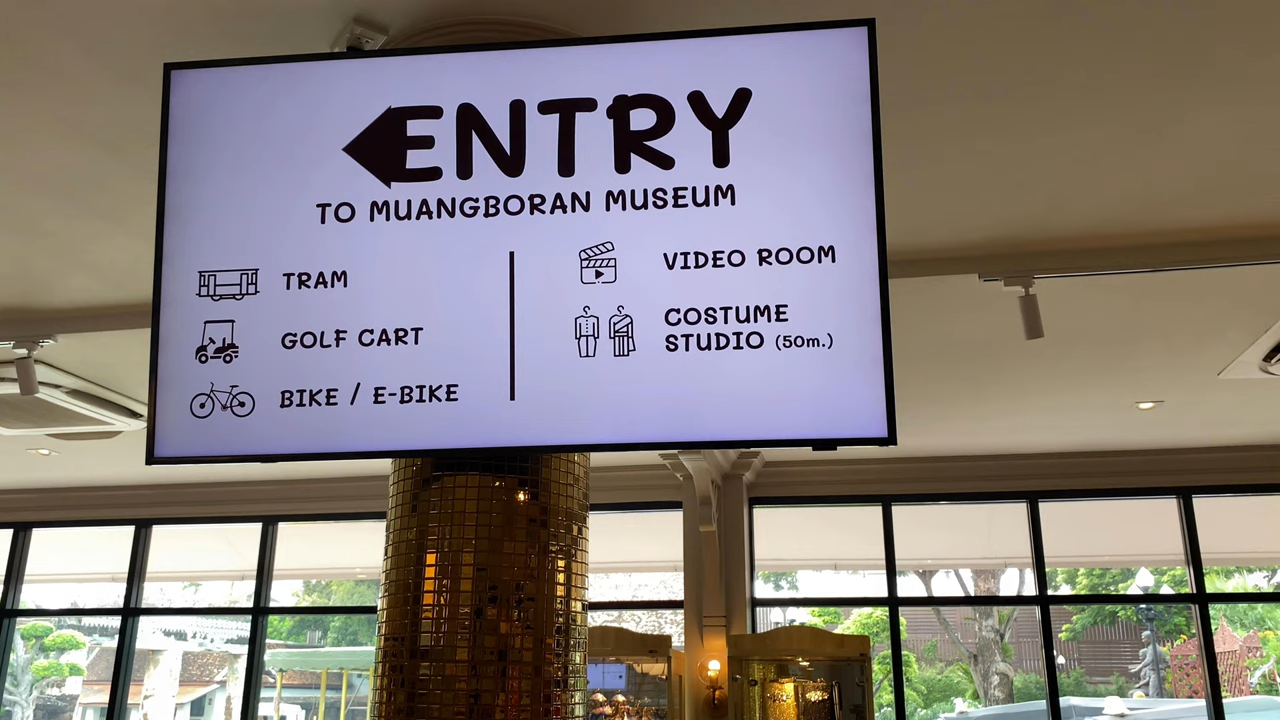 ENTRY
TO MUANGBORAN MUSEUM
TRAM
GOLF CART
BIKE / E-BIKE
VIDEO ROOM
COSTUME
STUDIO (50m.)